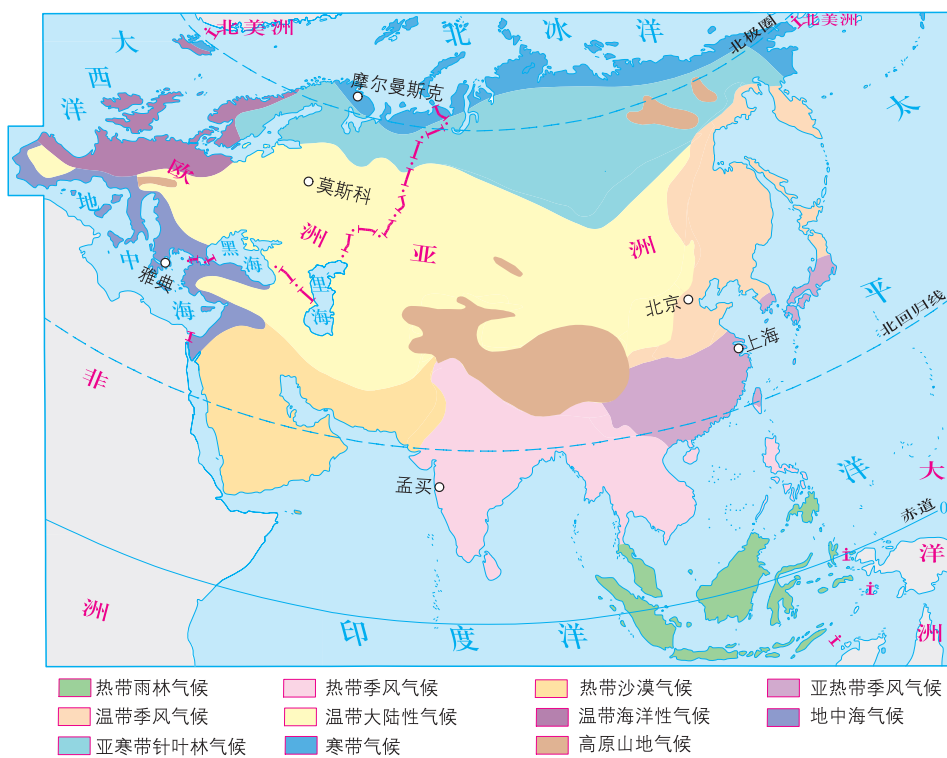 北美洲
北美洲
大西洋
北冰洋
北极圈
大
摩尔曼斯克
欧
莫斯科
地
洲
亚
洲
中
黑海
雅典
里海
海
北京
上海
平
北回归线
非
孟买
洋
大
赤道
0
洋
洲
印度洋
洲
热带雨林气候
热带季风气候
热带沙漠气候
亚热带季风气候
温带季风气候
温带大陆性气候
温带海洋性气候
地中海气候
亚寒带针叶林气候
寒带气候
高原山地气候